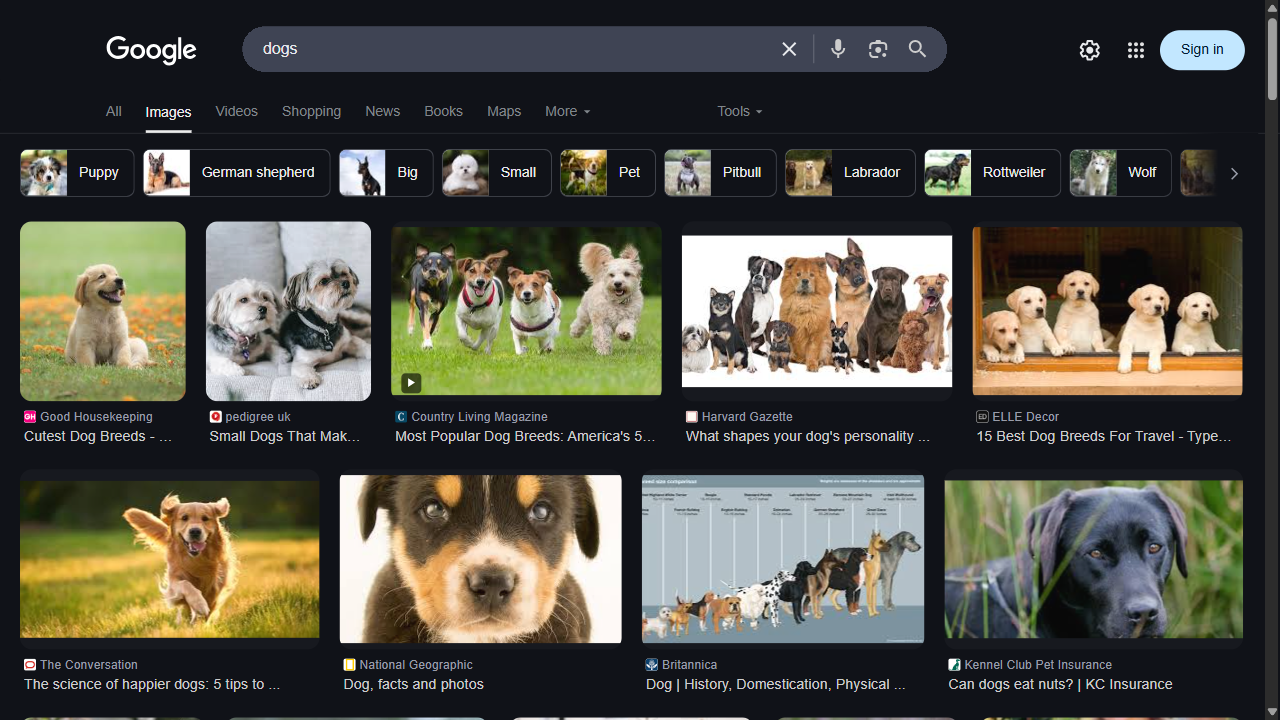 Google
dogs
Sign in
All
Images
Videos
Shopping
News
Books
Maps
More
Tools
Puppy
German shepherd
Big
Small
Pet
Pitbull
Labrador
Rottweiler
Wolf
GH Good Housekeeping
Cutest Dog Breeds - ...
pedigree uk
Small Dogs That Mak...
C Country Living Magazine
Most Popular Dog Breeds: America's 5...
Harvard Gazette
What shapes your dog's personality ...
ED ELLE Decor
15 Best Dog Breeds For Travel - Type...
The Conversation
The science of happier dogs: 5 tips to ...
National Geographic
Dog, facts and photos
Britannica
Dog | History, Domestication, Physical ...
Kennel Club Pet Insurance
Can dogs eat nuts? | KC Insurance